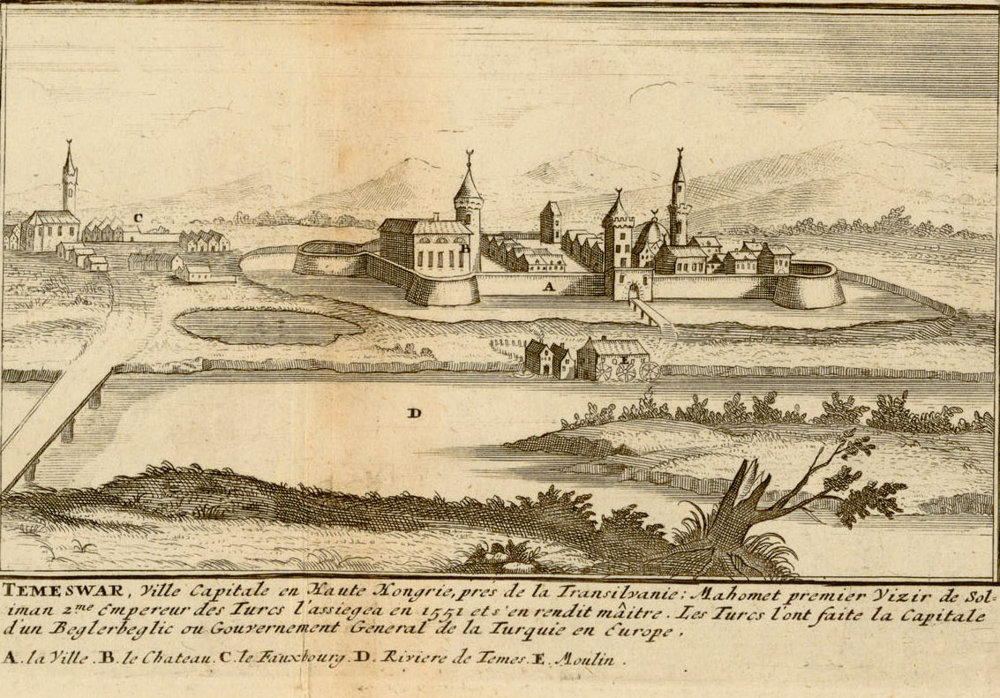 C
B
A
E
D
TEMESWAR, Ville Capitale en Haute Hongrie, pres de la Transilvanie; Mahomet premier Vizir de Sol=
iman 2me Empereur des Turcs l'assiegea en 1551 et s'en rendit mâitre. Les Turcs l'ont faite la Capitale
d'un Beglerbeglic ou Gouvernement General de la Turquie en Europe.
A. la Ville. B. le Chateau. C. le Fauxbourg. D. Riviere de Temes. E. Moulin.